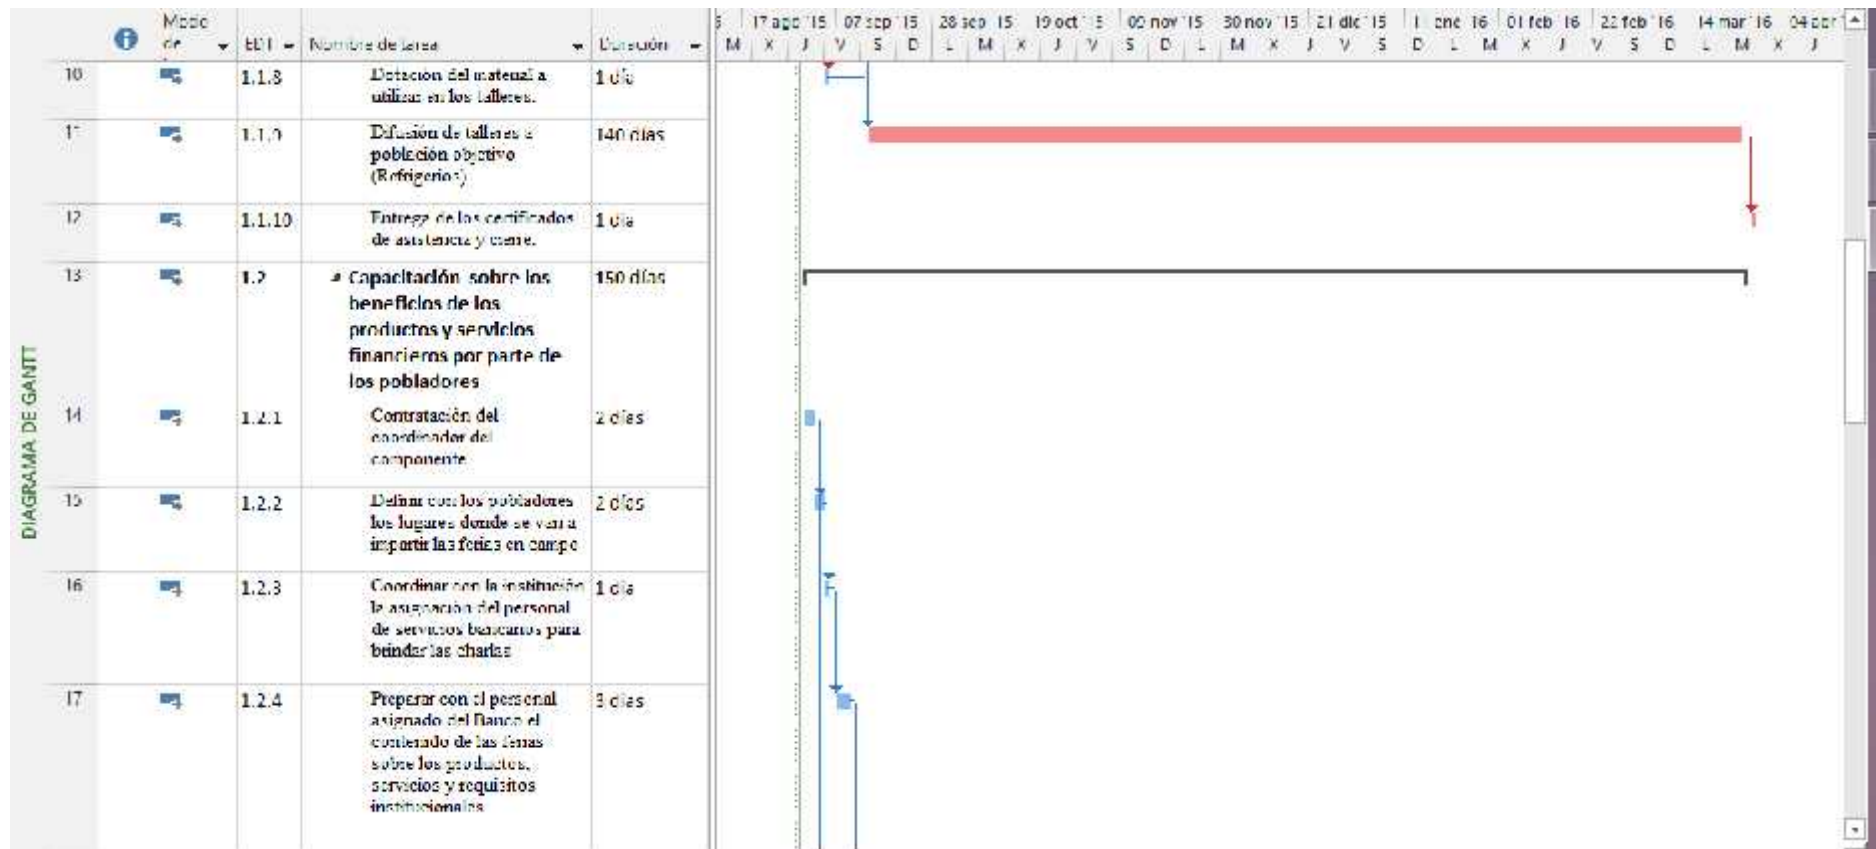 Modo
de
EDT
Nombre de tarea
Duración
17 ago '15
07 sep '15
28 sep '15
19 oct '15
09 nov '15
30 nov '15
21 dic '15
ene '16
01 feb '16
22 feb '16
14 mar '16
M X J V S D L M X J V S D L M X J V S D L M X J V S D L M X J
10
1.1.8
Dotación del material a
utilizar en los talleres.
1 día
11
1.1.9
Difusión de talleres a
población objetivo
(Refrigerios)
140 días
12
1.1.10
Entrega de los certificados
de asistencia y cierre.
1 día
13
1.2
Capacitación sobre los
beneficios de los
productos y servicios
financieros por parte de
los pobladores
150 días
14
1.2.1
Contratación del
coordinador del
componente
2 días
15
1.2.2
Definir con los pobladores
los lugares donde se van a
impartir las ferias en campo
2 días
16
1.2.3
Coordinar con la institución
la asignación del personal
de servicios bancarios para
brindar las charlas
1 día
17
1.2.4
Preparar con el personal
asignado del Banco el
contenido de las ferias
sobre los productos,
servicios y requisitos
institucionales
3 días
DIAGRAMA DE GANTT